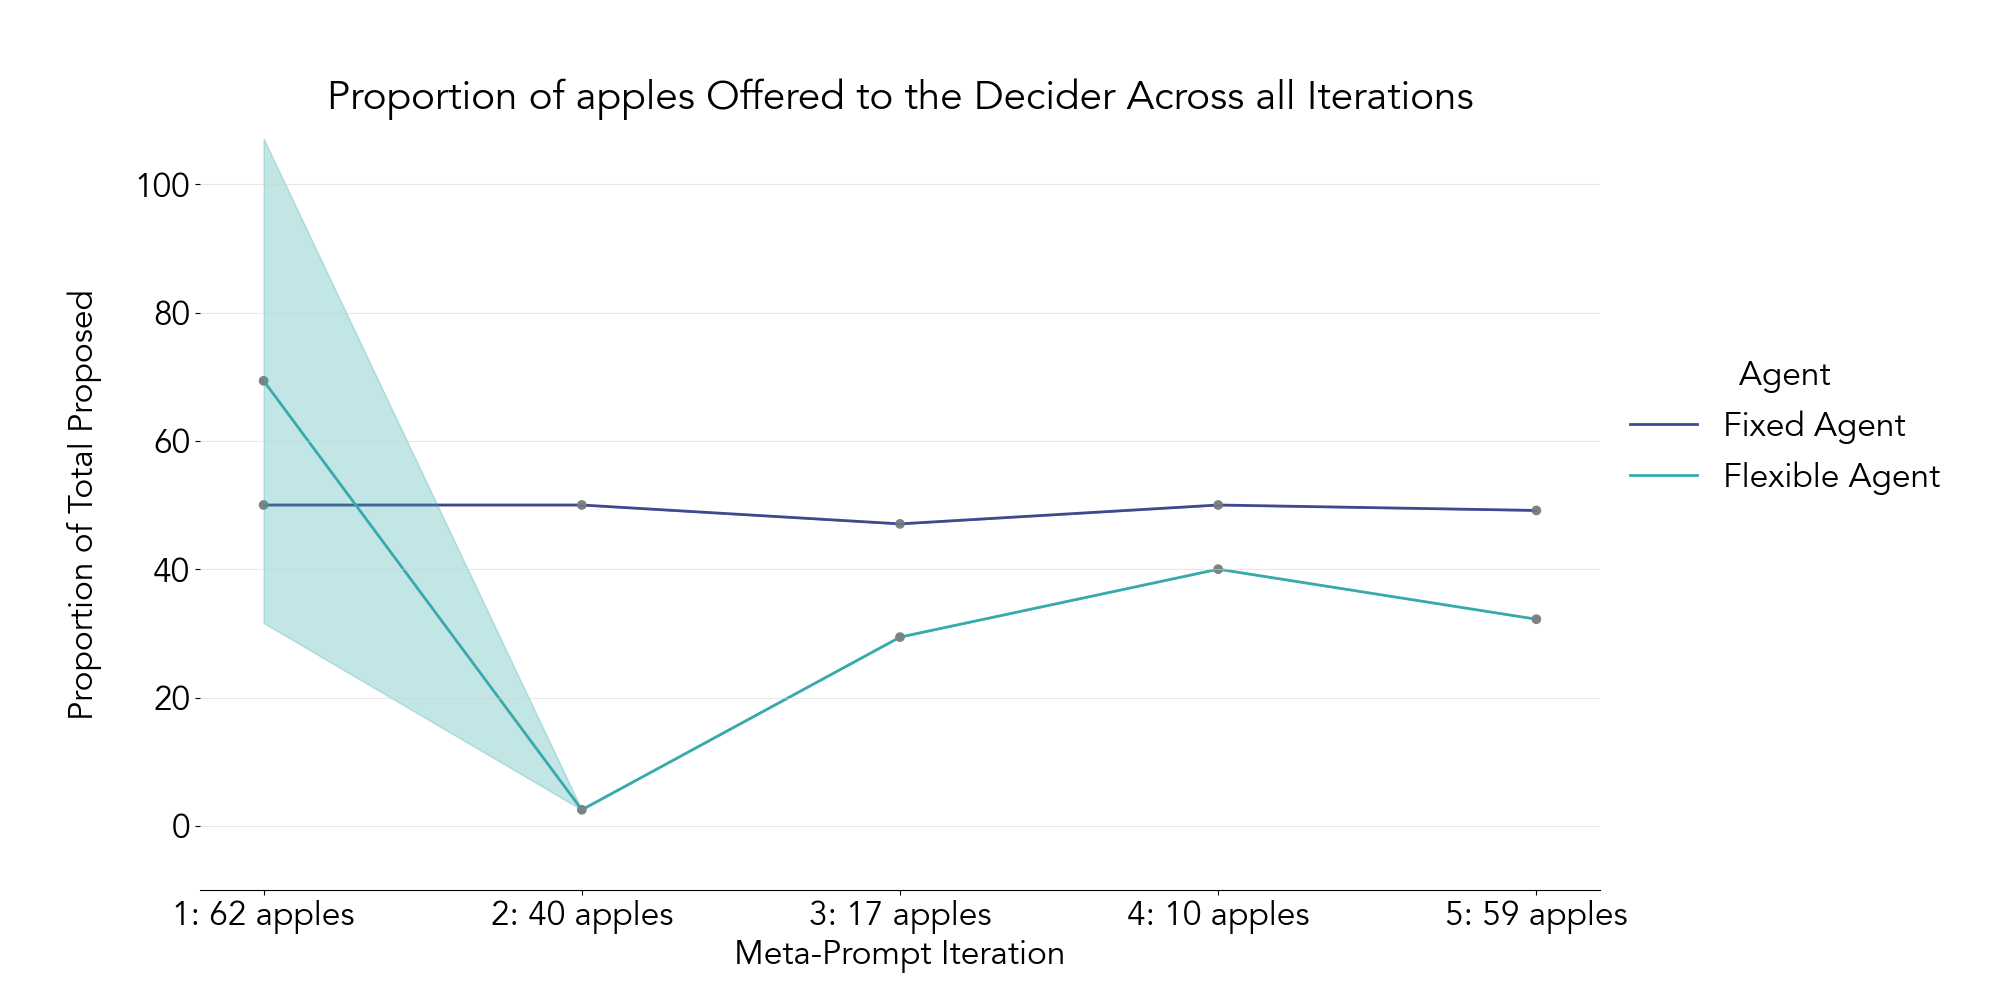 Proportion of apples Offered to the Decider Across all Iterations
Proportion of Total Proposed
100
80
60
40
20
0
1: 62 apples
2: 40 apples
3: 17 apples
4: 10 apples
5: 59 apples
Meta-Prompt Iteration
Agent
Fixed Agent
Flexible Agent